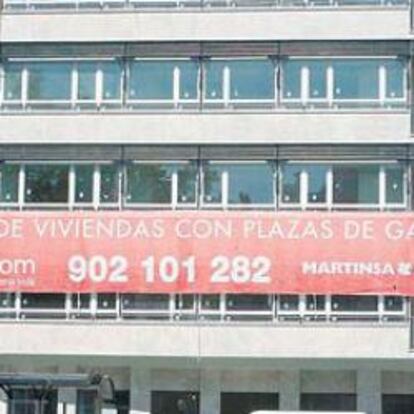 DE VIVIENDAS CON PLAZAS DE GA
om 902 101 282 MARTINSA